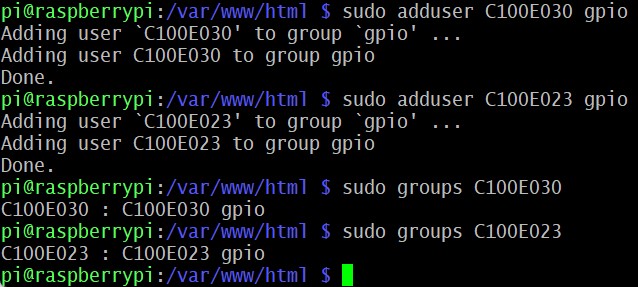 pi@raspberrypi:/var/www/html $ sudo adduser C100E030 gpio
Adding user `C100E030' to group `gpio' ...
Adding user C100E030 to group gpio
Done.
pi@raspberrypi:/var/www/html $ sudo adduser C100E023 gpio
Adding user `C100E023' to group `gpio' ...
Adding user C100E023 to group gpio
Done.
pi@raspberrypi:/var/www/html $ sudo groups C100E030
C100E030 : C100E030 gpio
pi@raspberrypi:/var/www/html $ sudo groups C100E023
C100E023 : C100E023 gpio
pi@raspberrypi:/var/www/html $